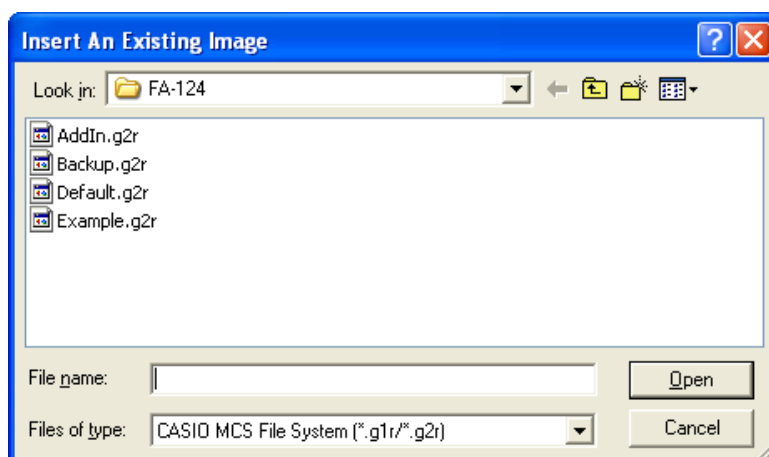 Insert An Existing Image
Look in: FA-124
AddIn.g2r
Backup.g2r
Default.g2r
Example.g2r
File name: Open
Files of type: CASIO MCS File System (*.g1r/*.g2r) Cancel